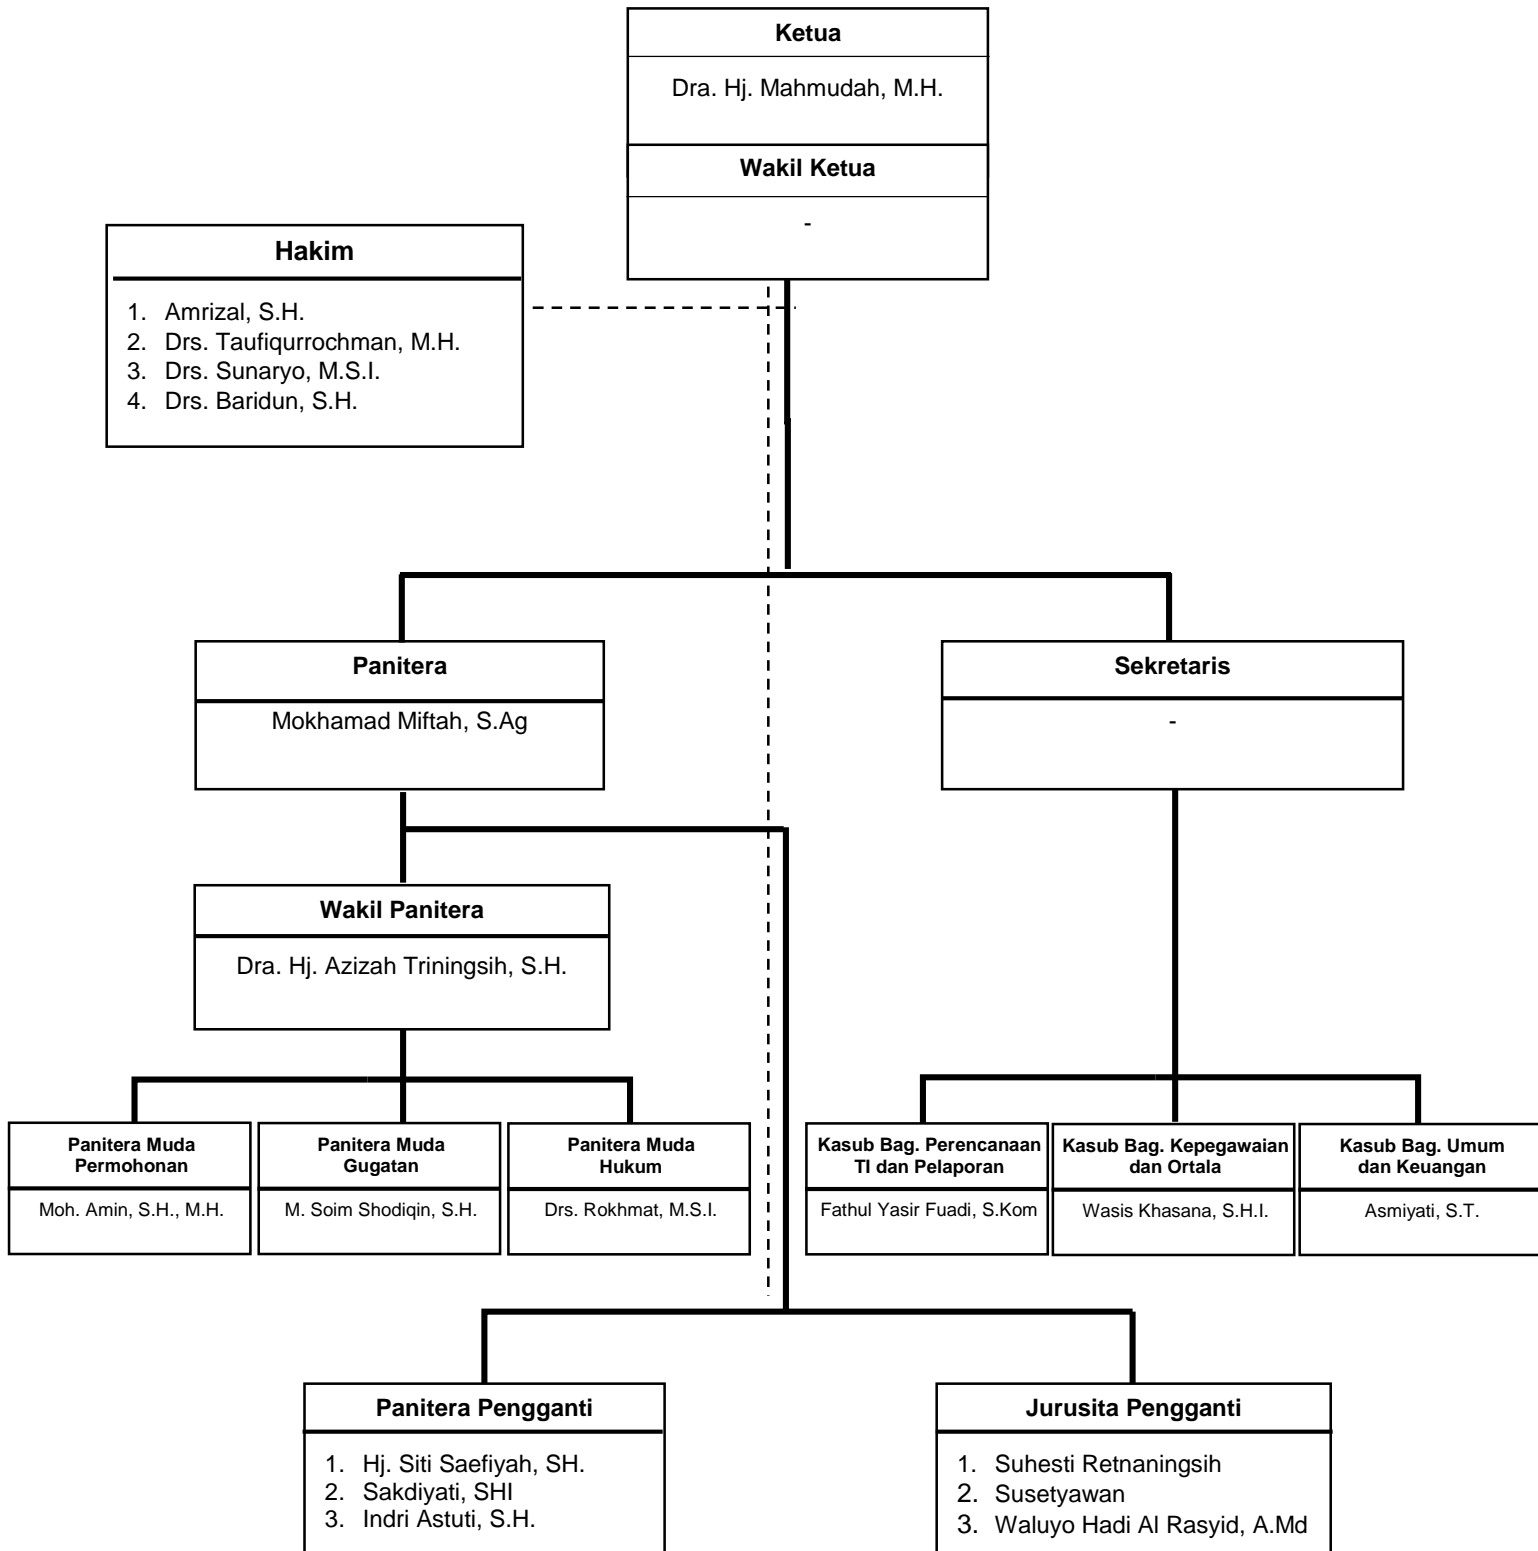 Ketua
Dra. Hj. Mahmudah, M.H.
Wakil Ketua
-
Hakim
1. Amrizal, S.H.
2. Drs. Taufiqurrochman, M.H.
3. Drs. Sunaryo, M.S.I.
4. Drs. Baridun, S.H.
Panitera
Mokhamad Miftah, S.Ag
Sekretaris
-
Wakil Panitera
Dra. Hj. Azizah Triningsih, S.H.
Panitera Muda
Permohonan
Moh. Amin, S.H., M.H.
Panitera Muda
Gugatan
M. Soim Shodiqin, S.H.
Panitera Muda
Hukum
Drs. Rokhmat, M.S.I.
Kasub Bag. Perencanaan
TI dan Pelaporan
Fathul Yasir Fuadi, S.Kom
Kasub Bag. Kepegawaian
dan Ortala
Wasis Khasana, S.H.I.
Kasub Bag. Umum
dan Keuangan
Asmiyati, S.T.
Panitera Pengganti
1. Hj. Siti Saefiyah, SH.
2. Sakdiyati, SHI
3. Indri Astuti, S.H.
Jurusita Pengganti
1. Suhesti Retnaningsih
2. Susetyawan
3. Waluyo Hadi Al Rasyid, A.Md